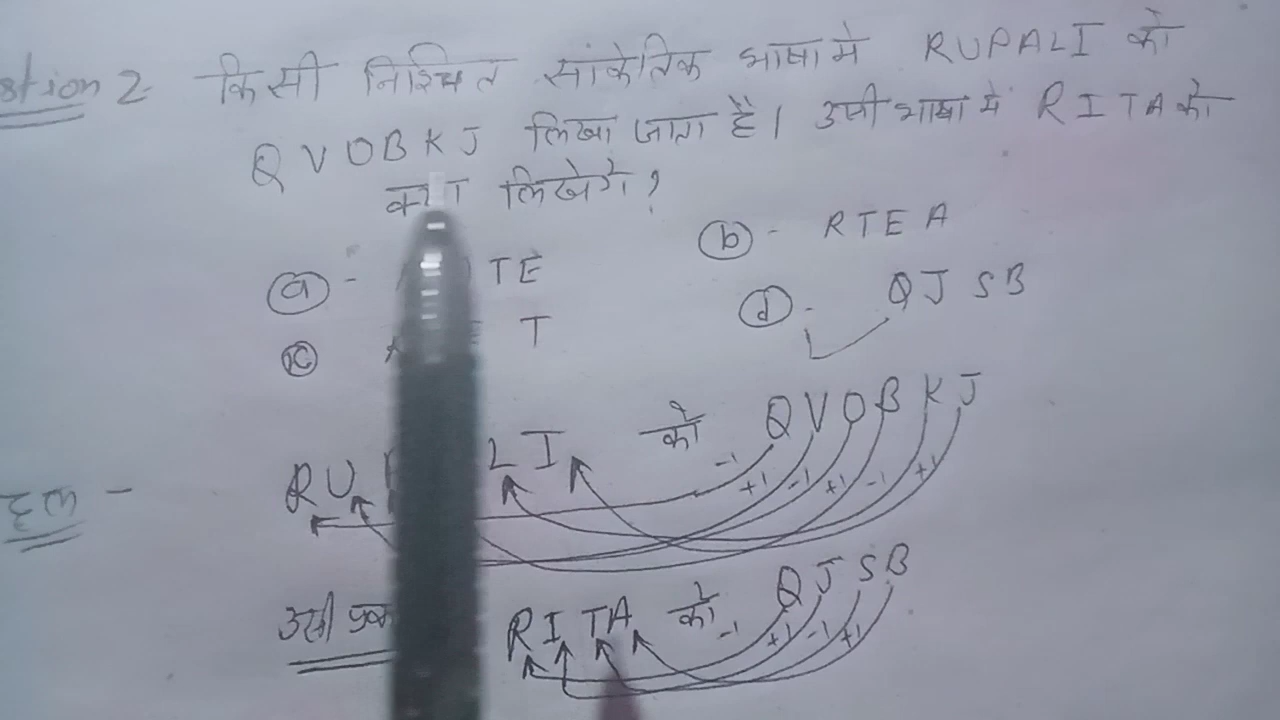 stion 2. किसी निश्चित सांकेतिक भाषा मे RUPALI को
QVOBKJ लिखा जाता है। उसी भाषा मे RITA को
क्या लिखेगे ?
(a) - TE
(b) - RTEA
(c) T
(d) - QJSB
हल - RU LI को QVOBKJ
-1 +1 -1 +1 -1 +1
उसी RITA को QJSB
-1 +1 -1 +1